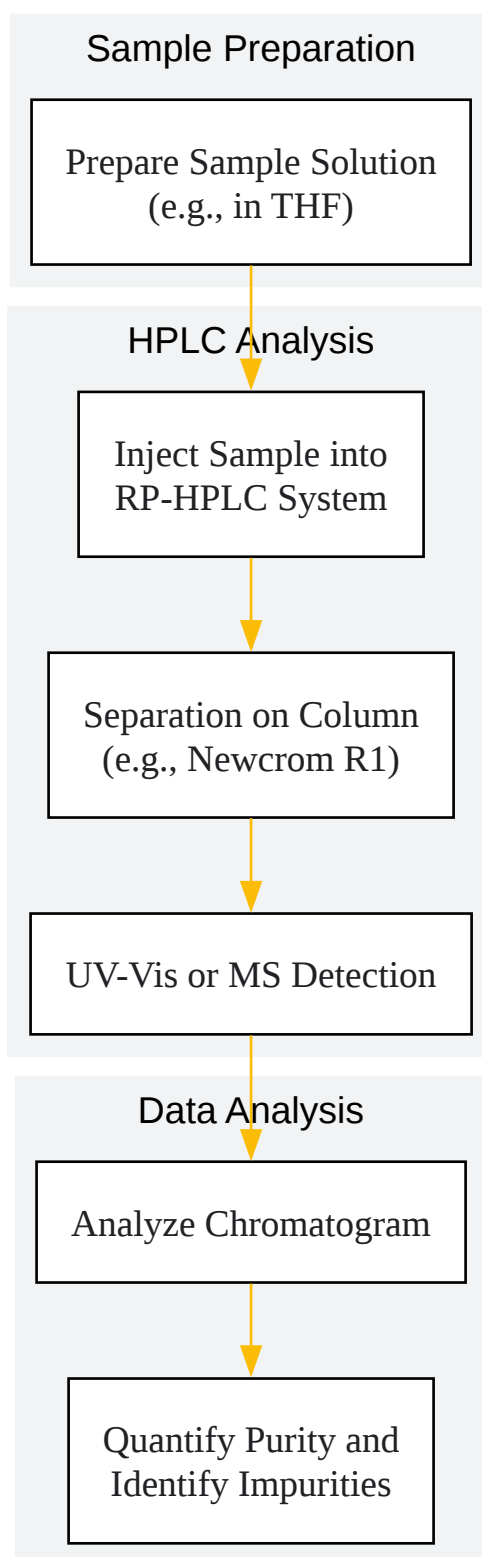 Sample Preparation
Prepare Sample Solution
(e.g., in THF)
HPLC Analysis
Inject Sample into
RP-HPLC System
Separation on Column
(e.g., Newcrom R1)
UV-Vis or MS Detection
Data Analysis
Analyze Chromatogram
Quantify Purity and
Identify Impurities